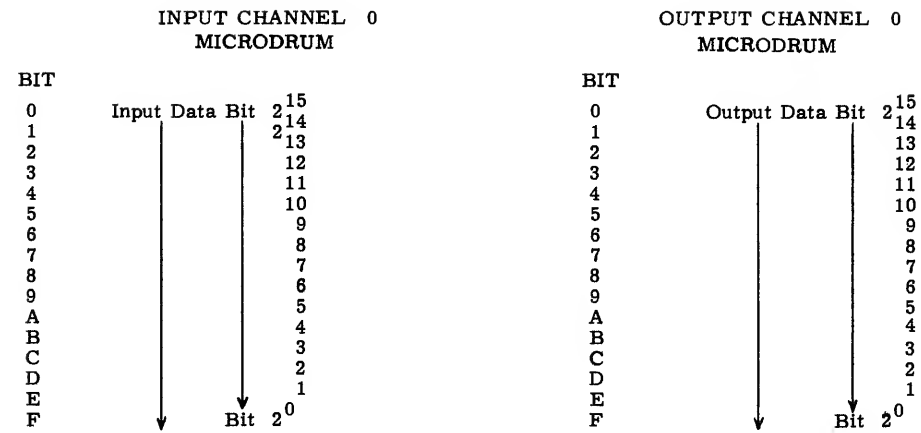 INPUT CHANNEL 0
MICRODRUM
BIT
0 Input Data Bit 2^15
1 2^14
2 13
3 12
4 11
5 10
6 9
7 8
8 7
9 6
A 5
B 4
C 3
D 2
E 1
F Bit 2^0
OUTPUT CHANNEL 0
MICRODRUM
BIT
0 Output Data Bit 2^15
1 14
2 13
3 12
4 11
5 10
6 9
7 8
8 7
9 6
A 5
B 4
C 3
D 2
E 1
F Bit 2^0